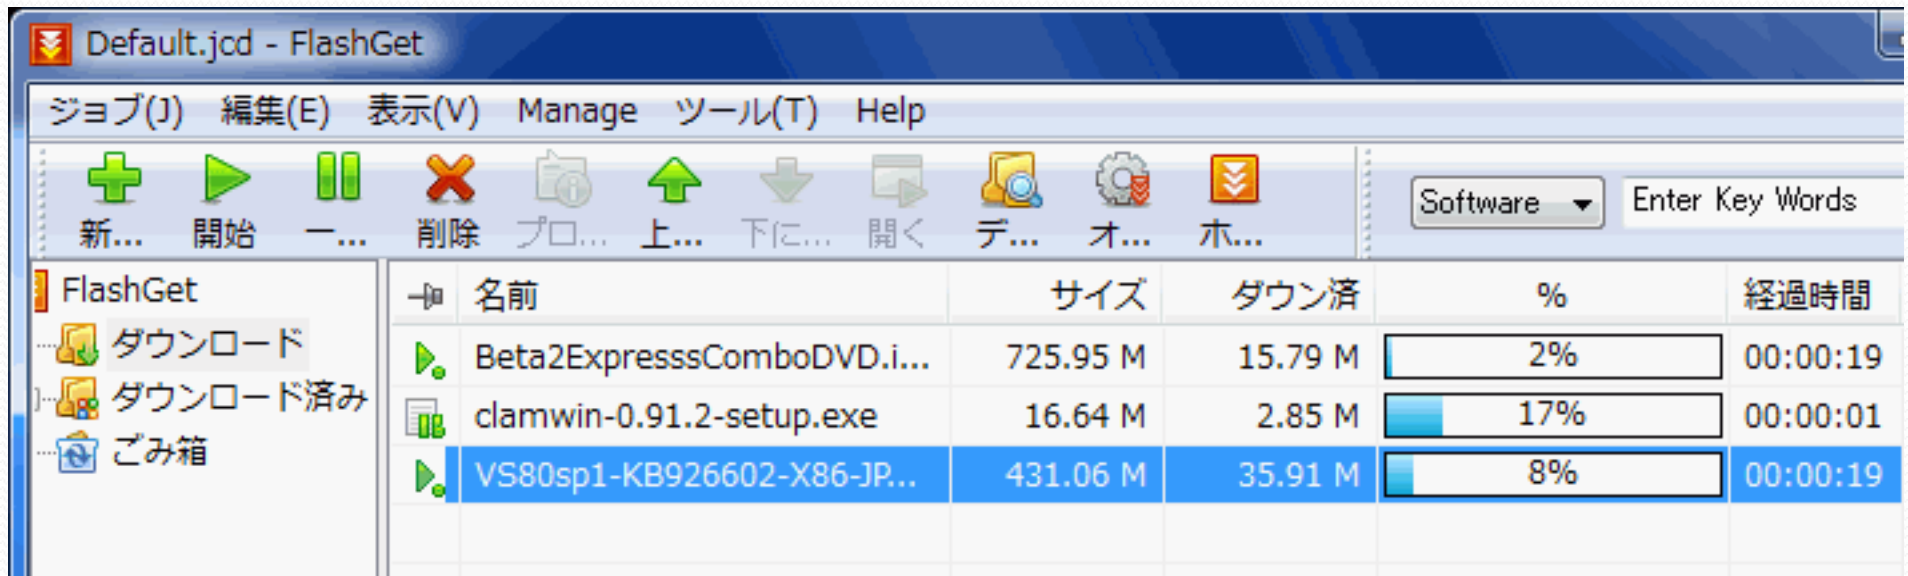 Default.jcd - FlashGet
ジョブ(J) 編集(E) 表示(V) Manage ツール(T) Help
新... 開始 一... 削除 プロ... 上... 下に... 開く デ... オ... ホ... Software Enter Key Words
FlashGet
ダウンロード
ダウンロード済み
ごみ箱
名前 サイズ ダウン済 % 経過時間
Beta2ExpresssComboDVD.i... 725.95 M 15.79 M 2% 00:00:19
clamwin-0.91.2-setup.exe 16.64 M 2.85 M 17% 00:00:01
VS80sp1-KB926602-X86-JP... 431.06 M 35.91 M 8% 00:00:19